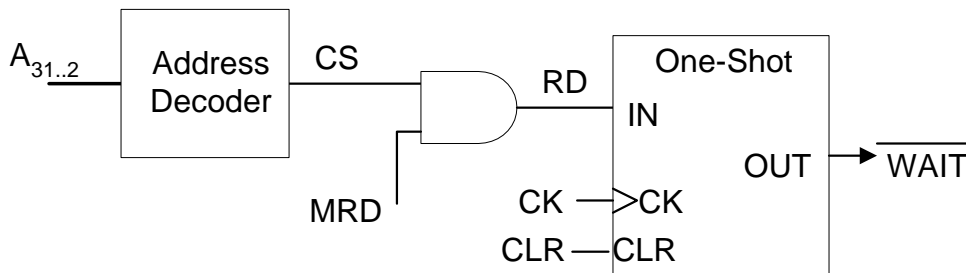 A31..2
Address
Decoder
CS
MRD
RD
One-Shot
IN
OUT
WAIT
CK
CK
CLR
CLR